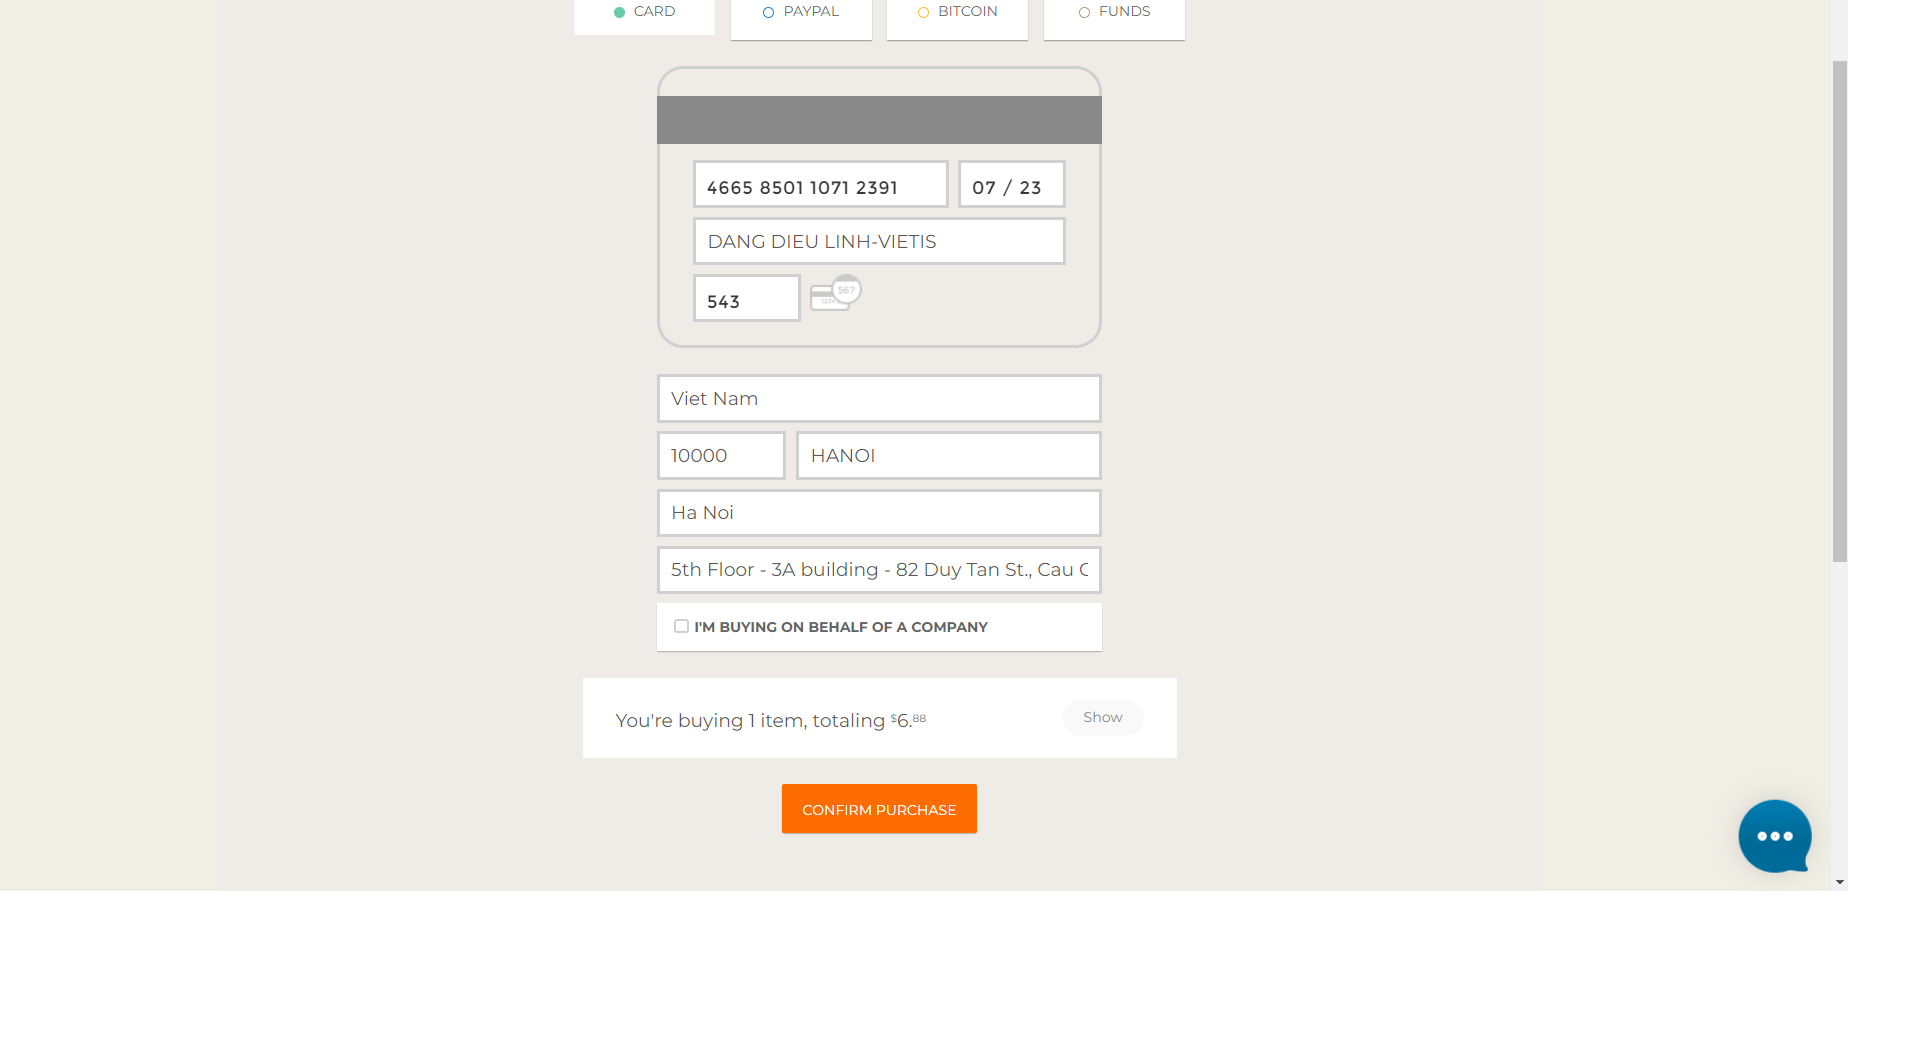 CARD
PAYPAL
BITCOIN
FUNDS
4665 8501 1071 2391
07 / 23
DANG DIEU LINH-VIETIS
543
567
1234
Viet Nam
10000
HANOI
Ha Noi
5th Floor - 3A building - 82 Duy Tan St., Cau
I'M BUYING ON BEHALF OF A COMPANY
You're buying 1 item, totaling $6.88
Show
CONFIRM PURCHASE